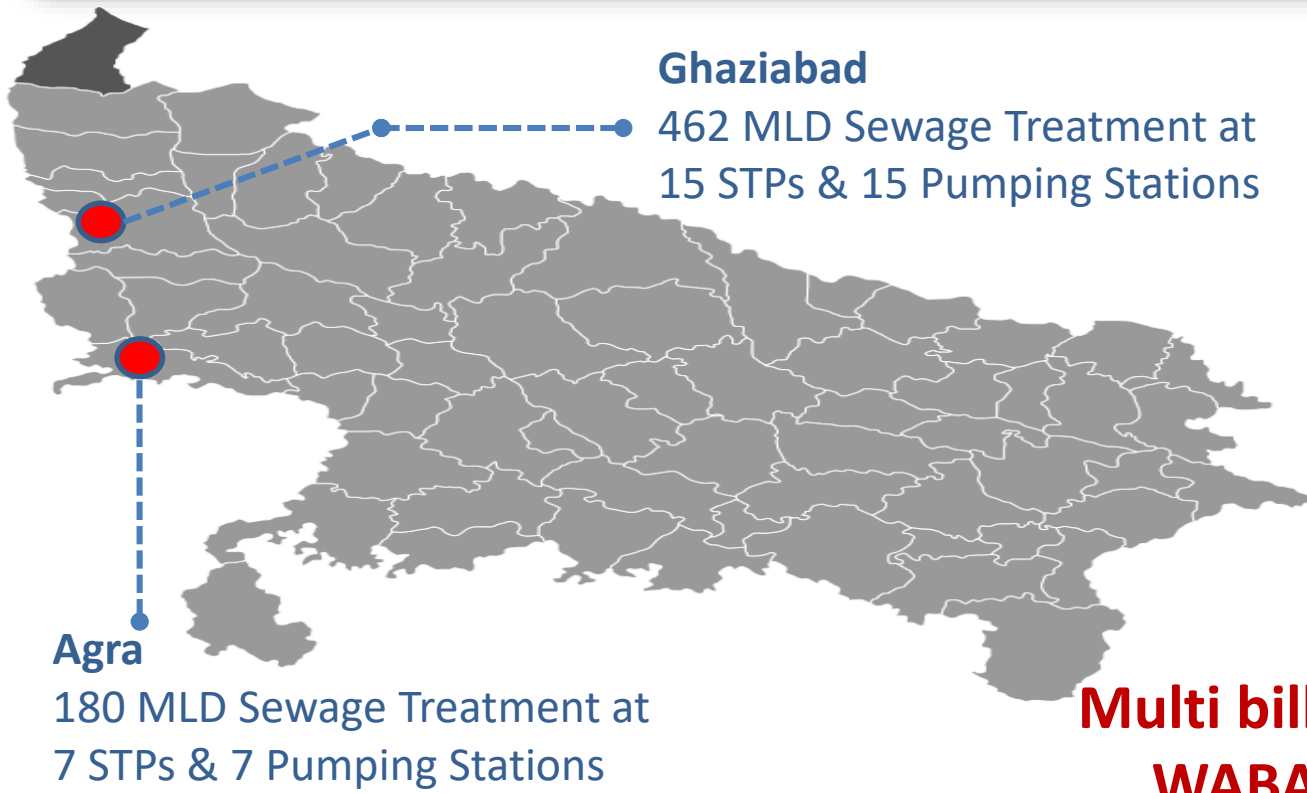 Ghaziabad
462 MLD Sewage Treatment at
15 STPs & 15 Pumping Stations
Agra
180 MLD Sewage Treatment at
7 STPs & 7 Pumping Stations
Multi